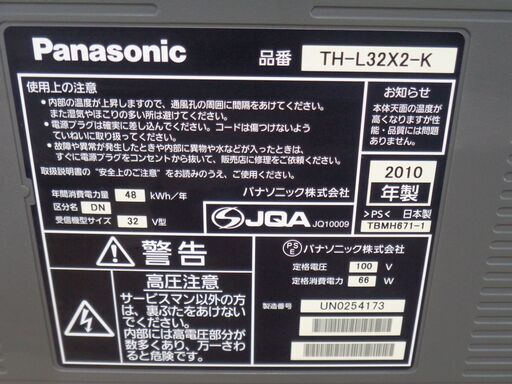 Panasonic 品番 TH-L32X2-K
使用上の注意
• 内部の温度が上昇しますので、通風孔の周囲に間隔をあけてください。
また湿気やほこりの多い所は避けてください。
• 電源プラグは確実に差し込んでください。コードは傷つけないよう
ていねいに取り扱ってください。
• 故障や異常が発生したときや内部に異物や水などが入ったときは、
すぐに電源プラグをコンセントから抜いて、販売店に修理をご依頼ください。
取扱説明書の"安全上のご注意"をお読みのうえ、ご使用ください。
お知らせ
本体天面の温度が
高くなりますが性
能・品質には問題
ありません。
年間消費電力量 48 kWh/年
区分名 DN
受信機型サイズ 32 V型
パナソニック株式会社
JQA JQ10009
2010
年製
>PS< 日本製
TBMH671-1
警告
高圧注意
サービスマン以外の方
は、裏ぶたをあけない
でください。
内部には高電圧部分が
数多くあり、万一さわ
ると危険です。
PS
E パナソニック株式会社
定格電圧 100 V
定格消費電力 66 W
製造番号 UN0254173